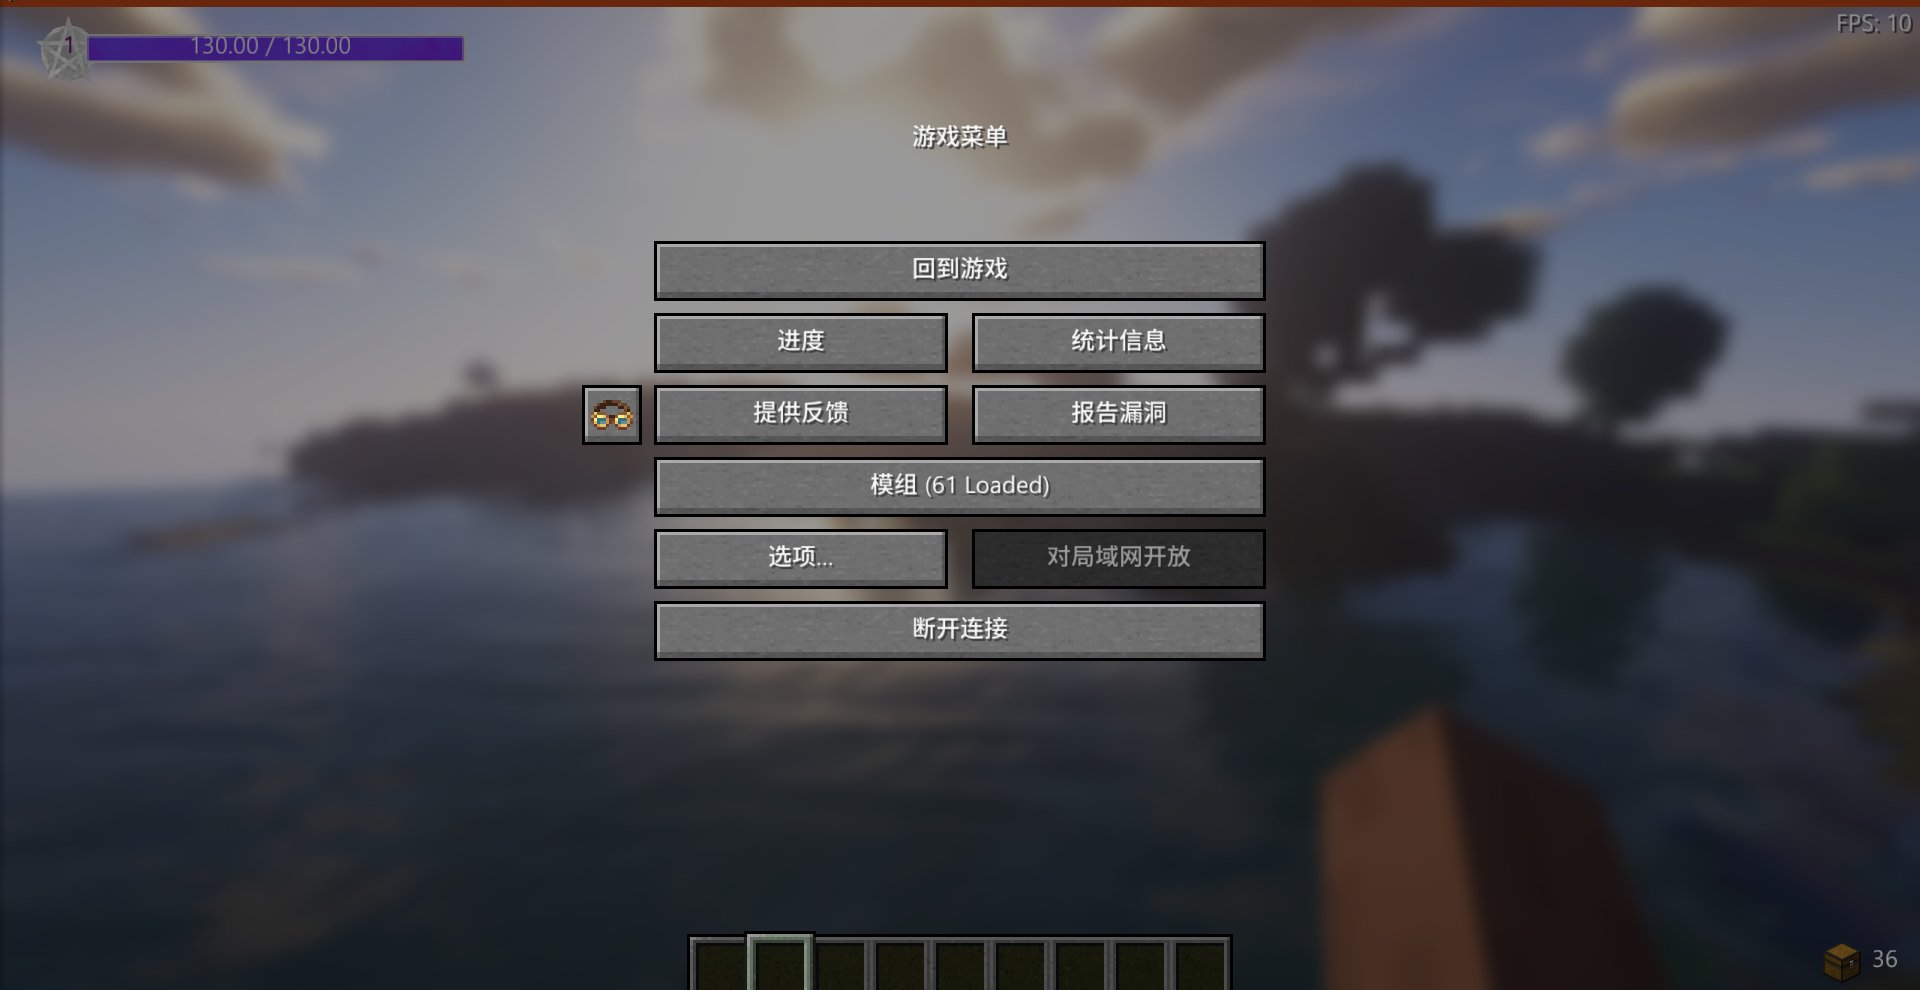 1 130.00 / 130.00
FPS: 10
游戏菜单
回到游戏
进度 统计信息
提供反馈 报告漏洞
模组 (61 Loaded)
选项... 对局域网开放
断开连接
36